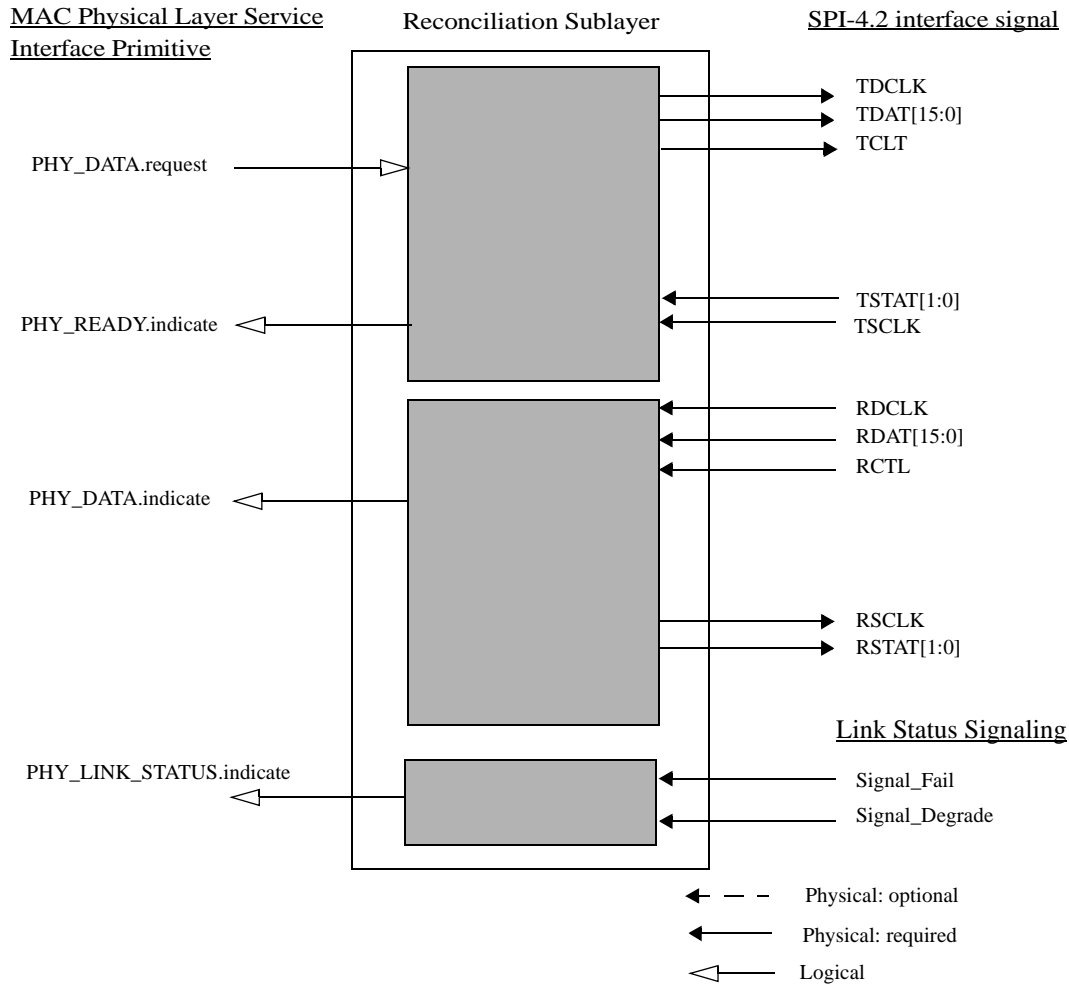 MAC Physical Layer Service
Interface Primitive
Reconciliation Sublayer
SPI-4.2 interface signal
TDCLK
TDAT[15:0]
TCLT
PHY_DATA.request
TSTAT[1:0]
TSCLK
PHY_READY.indicate
RDCLK
RDAT[15:0]
RCTL
PHY_DATA.indicate
RSCLK
RSTAT[1:0]
Link Status Signaling
PHY_LINK_STATUS.indicate
Signal_Fail
Signal_Degrade
Physical: optional
Physical: required
Logical